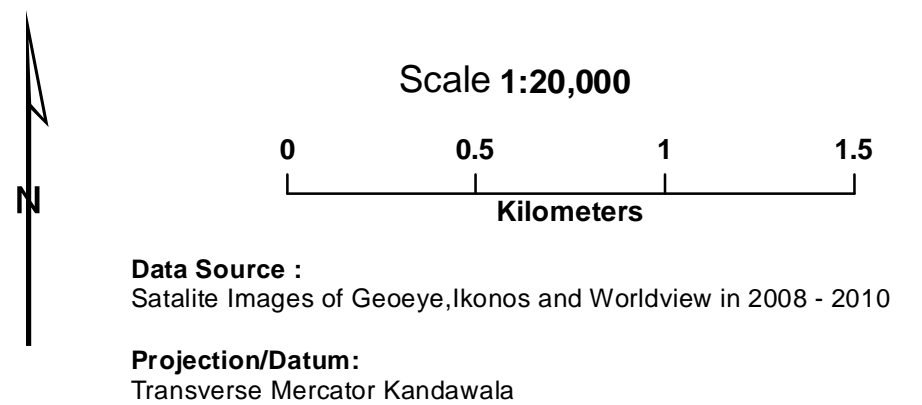 Scale 1:20,000
0 0.5 1 1.5
N
Kilometers
Data Source :
Satalite Images of Geoeye,Ikonos and Worldview in 2008 - 2010
Projection/Datum:
Transverse Mercator Kandawala